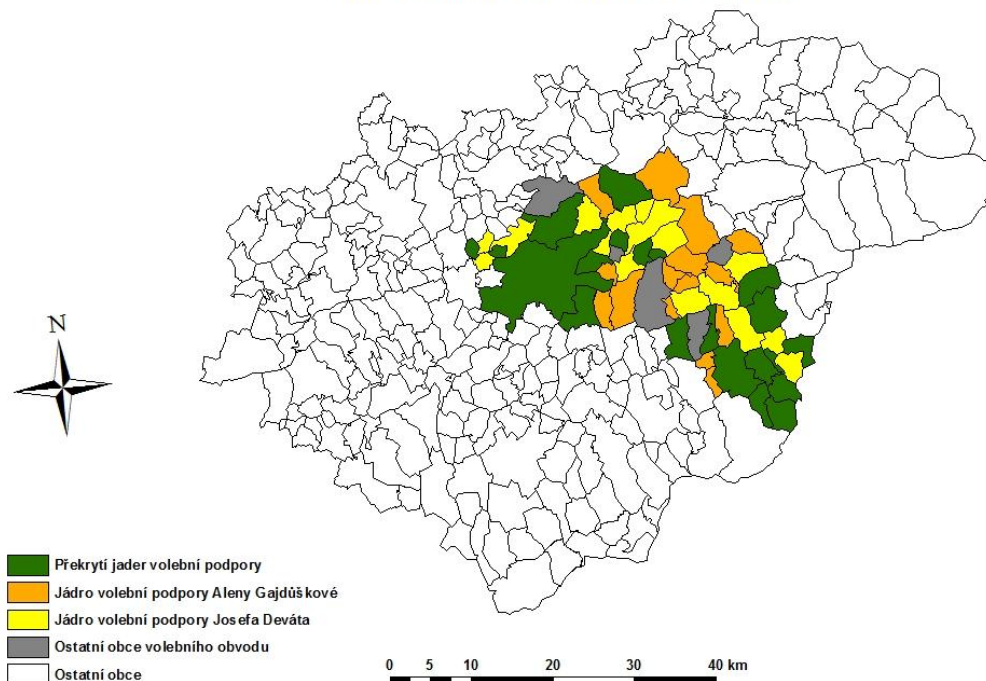 N
Překrytí jader volební podpory
Jádro volební podpory Aleny Gajdůškové
Jádro volební podpory Josefa Deváta
Ostatní obce volebního obvodu
Ostatní obce
0 5 10 20 30 40 km